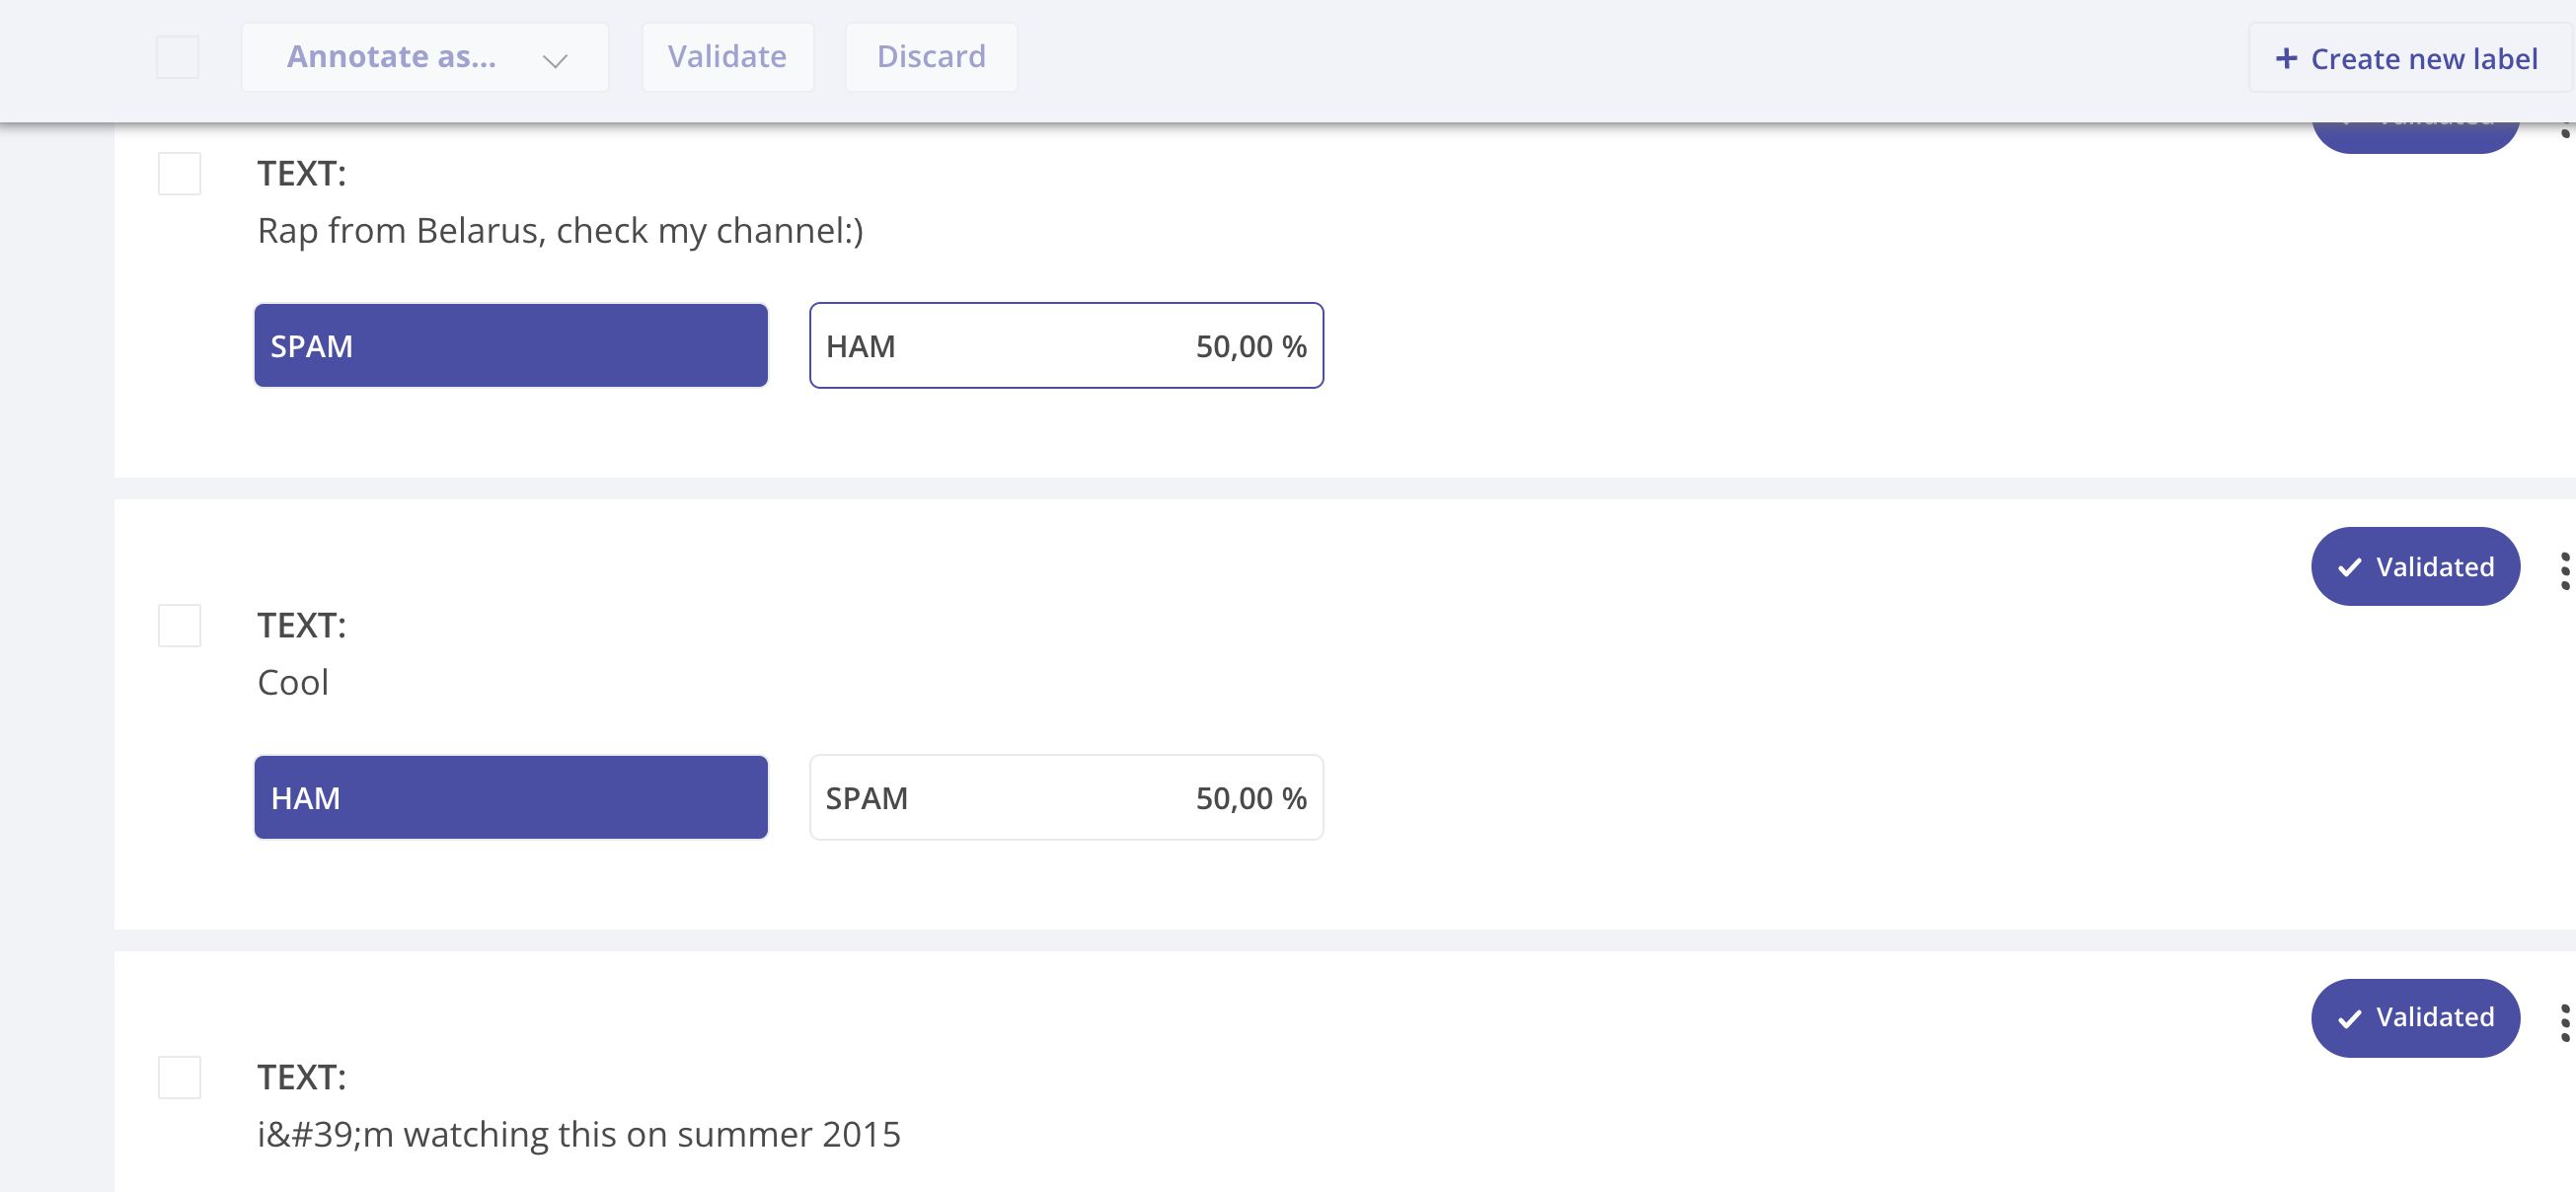 Annotate as...
Validate
Discard
+ Create new label
Validated
TEXT:
Rap from Belarus, check my channel:)
SPAM
HAM 50,00 %
Validated
TEXT:
Cool
HAM
SPAM 50,00 %
Validated
TEXT:
i&#39;m watching this on summer 2015